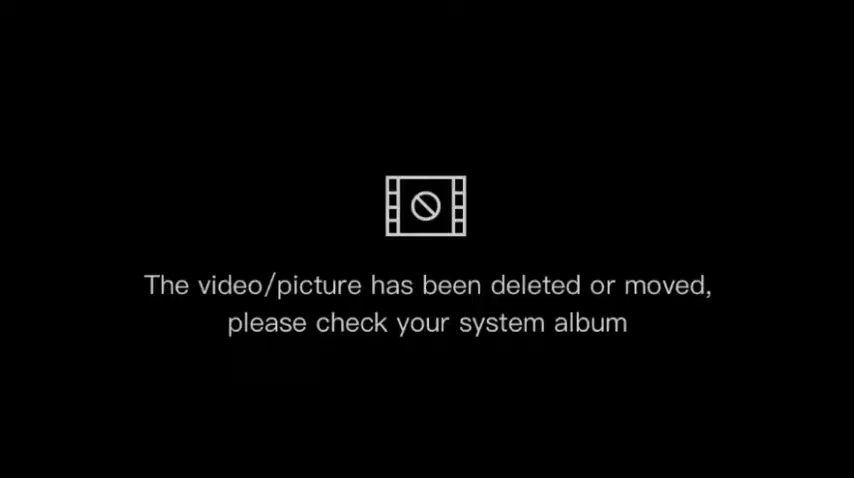 The video/picture has been deleted or moved,
please check your system album